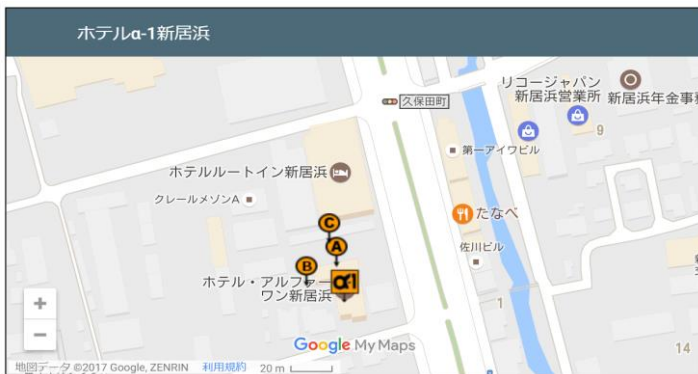 ホテルα-1新居浜
久保田町
リコージャパン
新居浜営業所
新居浜年金事
9
第一アイワビル
ホテルルートイン新居浜
クレールメゾンA
たなべ
C
A
佐川ビル
B
ホテル・アルファー
ワン新居浜
α-1
+
1
−
Google My Maps
14
地図データ ©2017 Google, ZENRIN 利用規約 20 m